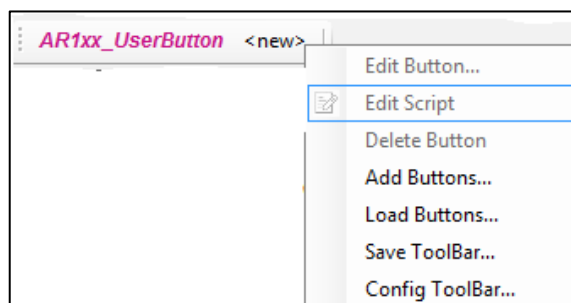 AR1xx_UserButton <new>
Edit Button...
Edit Script
Delete Button
Add Buttons...
Load Buttons...
Save ToolBar...
Config ToolBar...